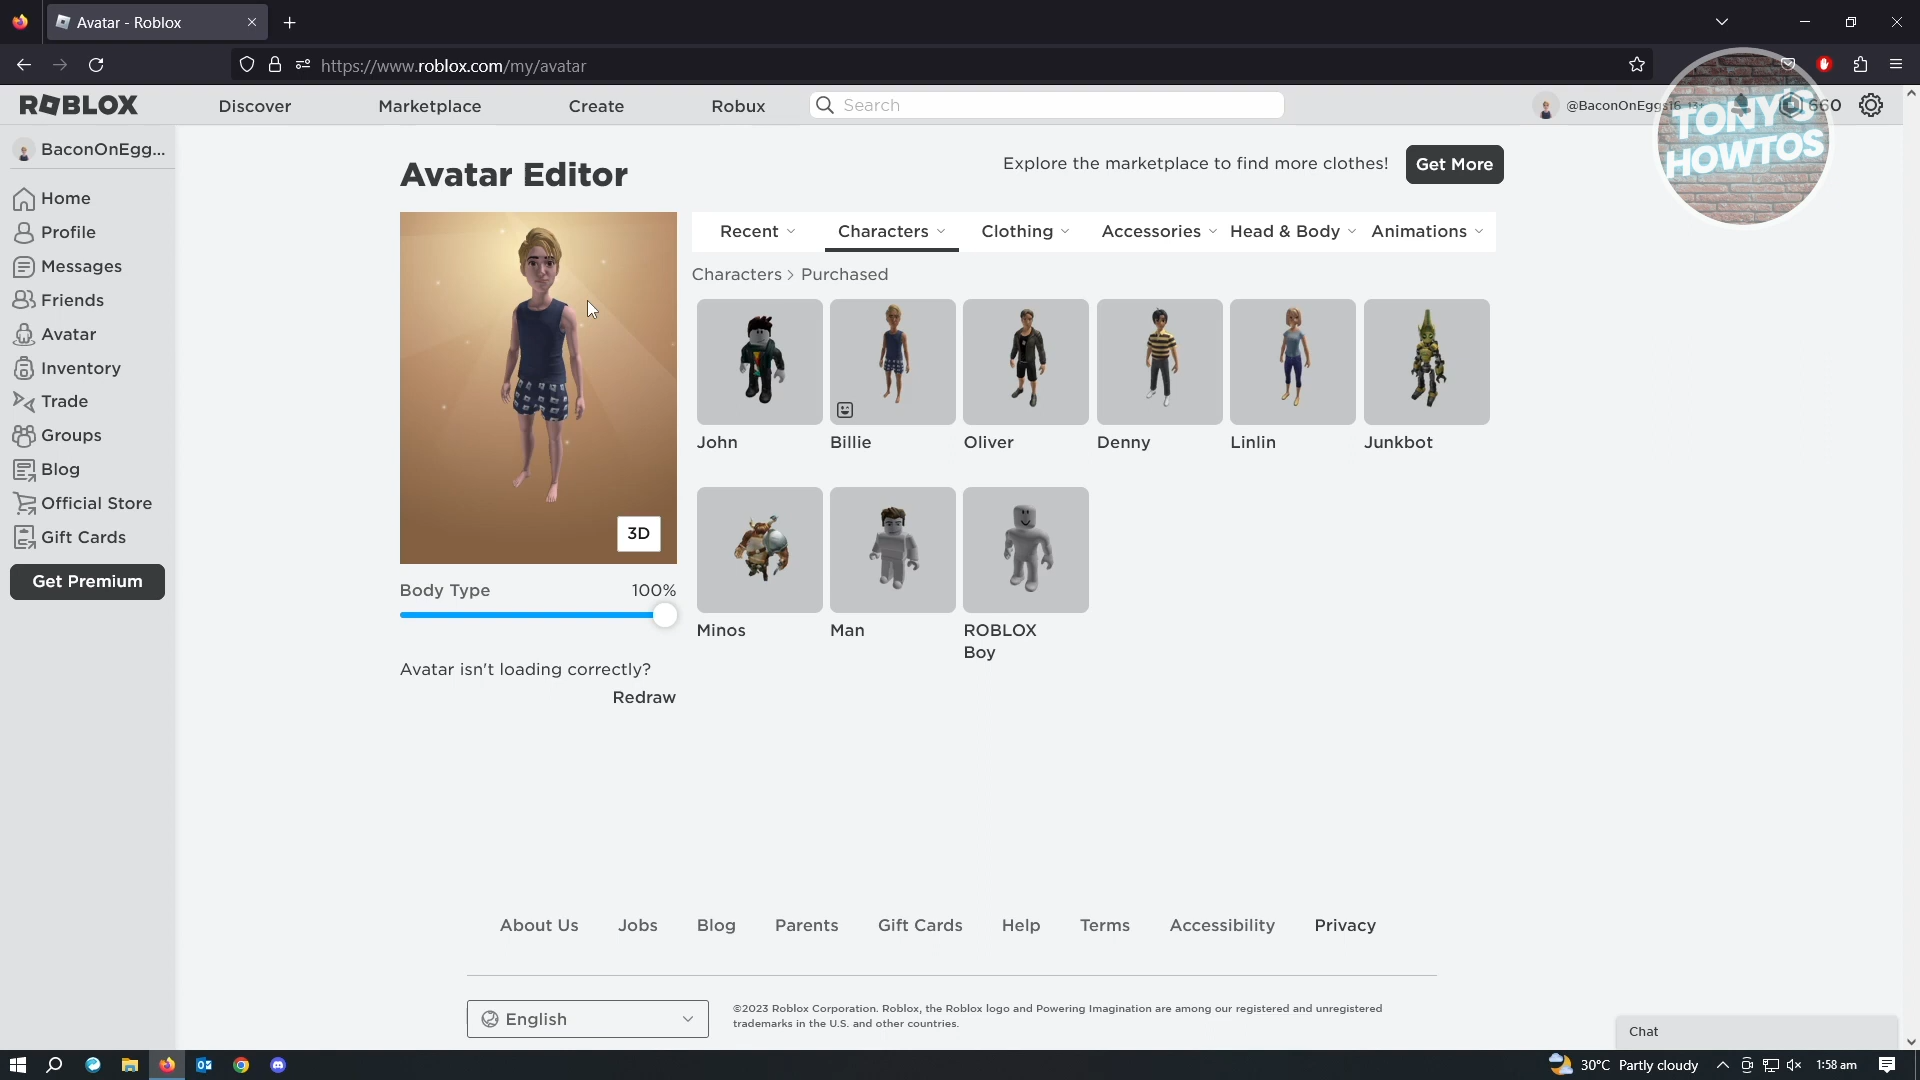 Avatar - Roblox
https://www.roblox.com/my/avatar
ROBLOX
Discover
Marketplace
Create
Robux
Search
@BaconOnEggs16
13+
660
TONY'S
HOWTOS
BaconOnEgg...
Home
Profile
Messages
Friends
Avatar
Inventory
Trade
Groups
Blog
Official Store
Gift Cards
Get Premium
Avatar Editor
Explore the marketplace to find more clothes!
Get More
3D
Body Type
100%
Avatar isn't loading correctly?
Redraw
Recent
Characters
Clothing
Accessories
Head & Body
Animations
Characters > Purchased
John
Billie
Oliver
Denny
Linlin
Junkbot
Minos
Man
ROBLOX
Boy
About Us
Jobs
Blog
Parents
Gift Cards
Help
Terms
Accessibility
Privacy
English
©2023 Roblox Corporation. Roblox, the Roblox logo and Powering Imagination are among our registered and unregistered
trademarks in the U.S. and other countries.
Chat
30°C Partly cloudy
1:58 am